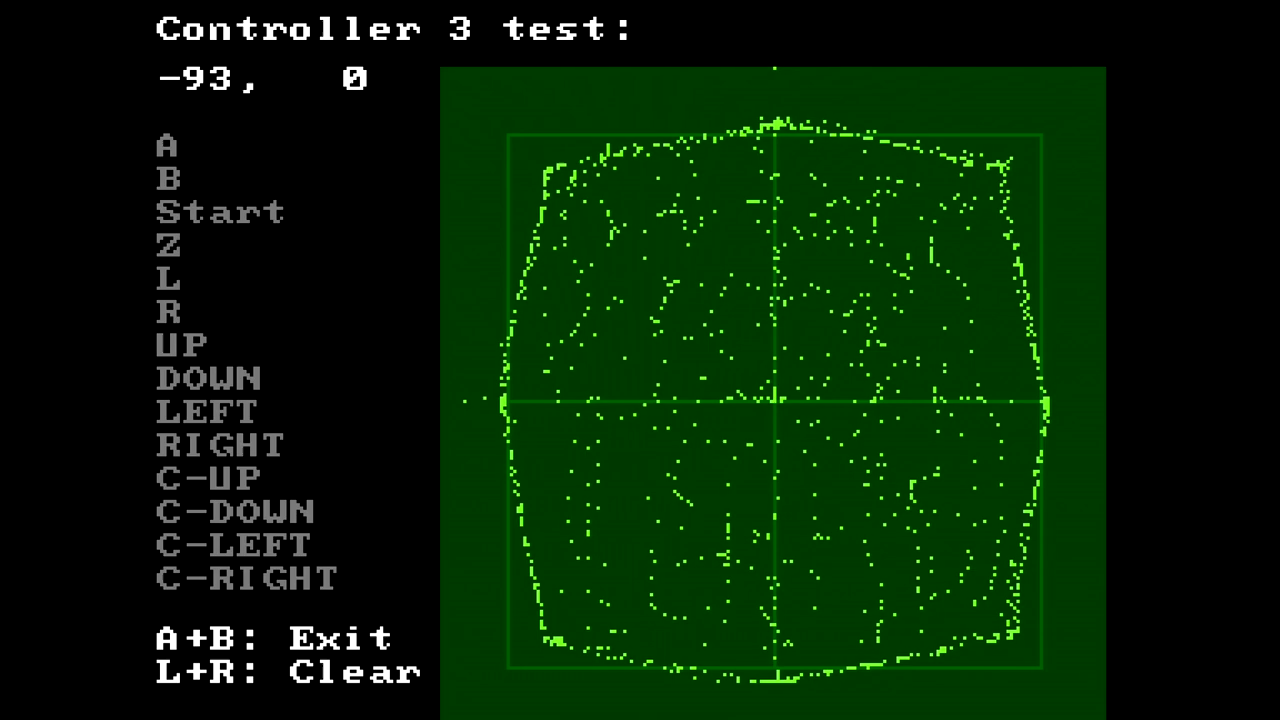 Controller 3 test:
-93,   0
A
B
Start
Z
L
R
UP
DOWN
LEFT
RIGHT
C-UP
C-DOWN
C-LEFT
C-RIGHT
A+B: Exit
L+R: Clear